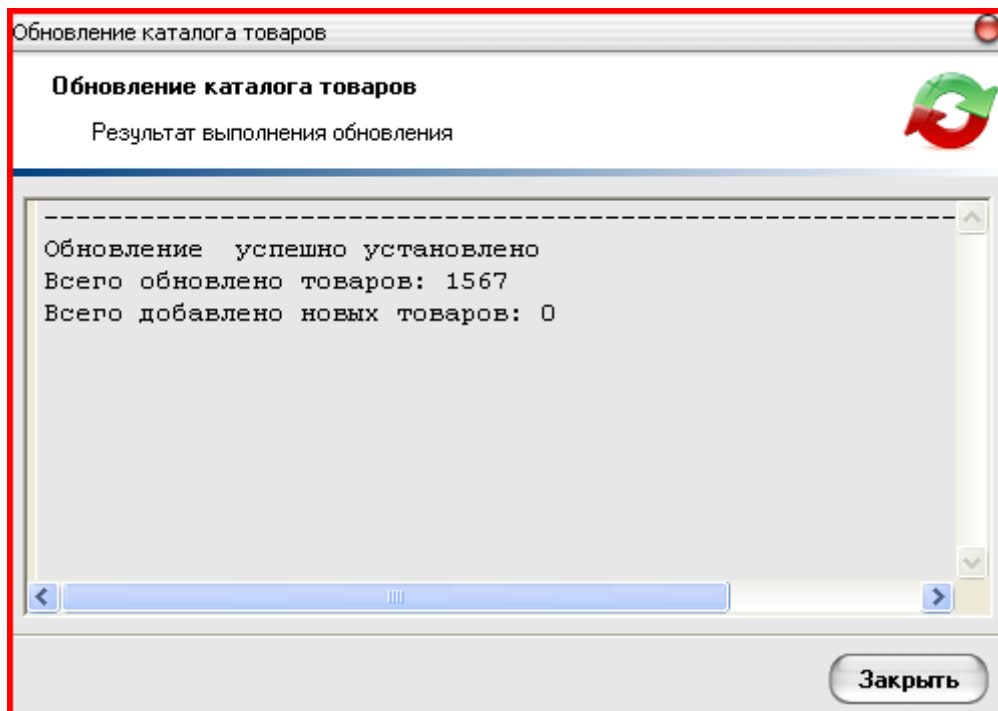 Обновление каталога товаров
Обновление каталога товаров
Результат выполнения обновления
---------------------------------------------------------
Обновление  успешно установлено
Всего обновлено товаров: 1567
Всего добавлено новых товаров: 0
Закрыть